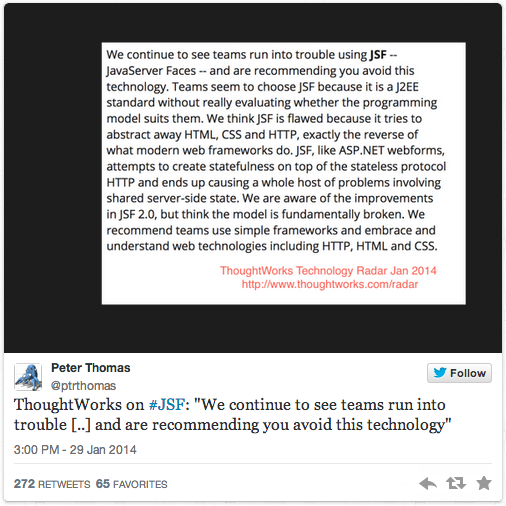 We continue to see teams run into trouble using JSF --
JavaServer Faces -- and are recommending you avoid this
technology. Teams seem to choose JSF because it is a J2EE
standard without really evaluating whether the programming
model suits them. We think JSF is flawed because it tries to
abstract away HTML, CSS and HTTP, exactly the reverse of
what modern web frameworks do. JSF, like ASP.NET webforms,
attempts to create statefulness on top of the stateless protocol
HTTP and ends up causing a whole host of problems involving
shared server-side state. We are aware of the improvements
in JSF 2.0, but think the model is fundamentally broken. We
recommend teams use simple frameworks and embrace and
understand web technologies including HTTP, HTML and CSS.
ThoughtWorks Technology Radar Jan 2014
http://www.thoughtworks.com/radar
Peter Thomas
@ptrthomas
Follow
ThoughtWorks on #JSF: "We continue to see teams run into
trouble [..] and are recommending you avoid this technology"
3:00 PM - 29 Jan 2014
272 RETWEETS 65 FAVORITES